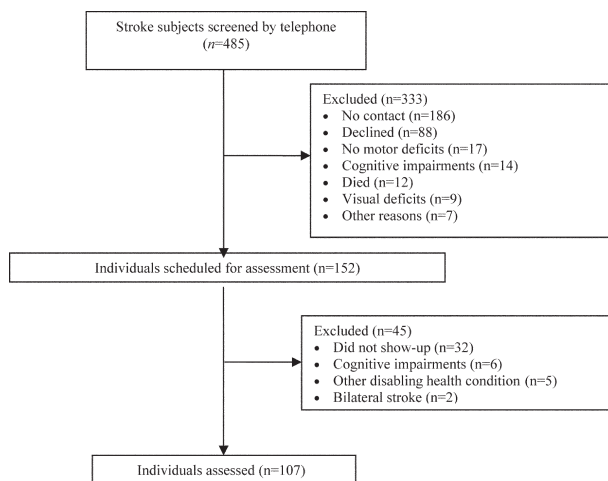 Stroke subjects screened by telephone
(n=485)
Excluded (n=333)
• No contact (n=186)
• Declined (n=88)
• No motor deficits (n=17)
• Cognitive impairments (n=14)
• Died (n=12)
• Visual deficits (n=9)
• Other reasons (n=7)
Individuals scheduled for assessment (n=152)
Excluded (n=45)
• Did not show-up (n=32)
• Cognitive impairments (n=6)
• Other disabling health condition (n=5)
• Bilateral stroke (n=2)
Individuals assessed (n=107)